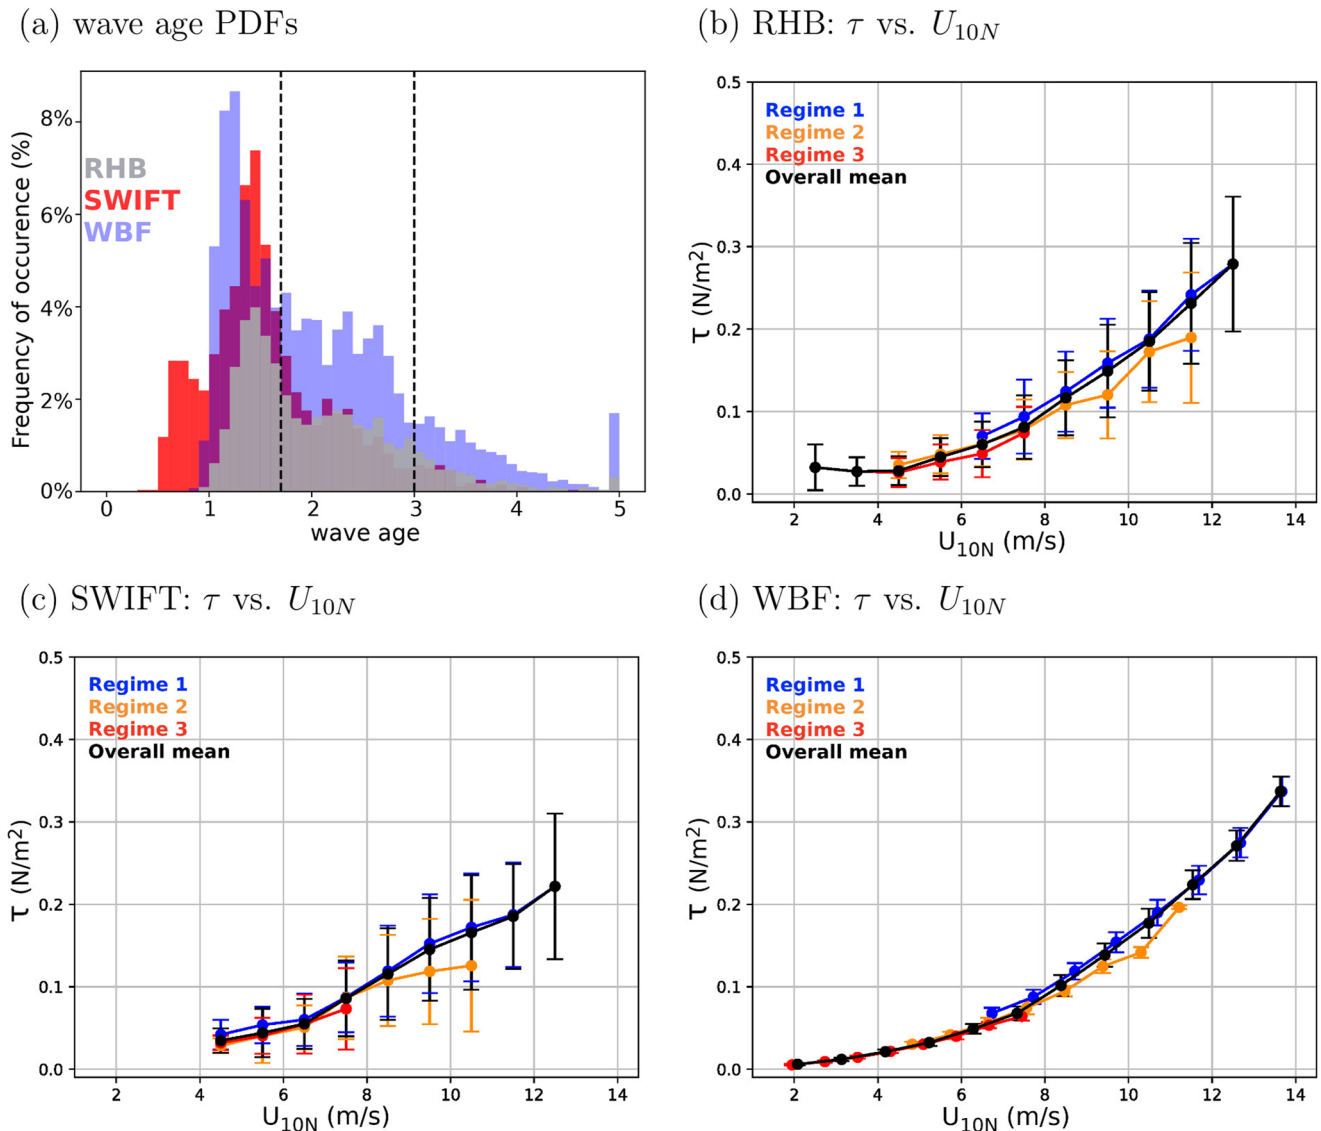 (a) wave age PDFs
Frequency of occurence (%)
8%
6%
4%
2%
0%
RHB
SWIFT
WBF
0 1 2 3 4 5
wave age
(b) RHB: τ vs. U10N
τ (N/m²)
0.5
0.4
0.3
0.2
0.1
0.0
Regime 1
Regime 2
Regime 3
Overall mean
2 4 6 8 10 12 14
U10N (m/s)
(c) SWIFT: τ vs. U10N
τ (N/m²)
0.5
0.4
0.3
0.2
0.1
0.0
Regime 1
Regime 2
Regime 3
Overall mean
2 4 6 8 10 12 14
U10N (m/s)
(d) WBF: τ vs. U10N
τ (N/m²)
0.5
0.4
0.3
0.2
0.1
0.0
Regime 1
Regime 2
Regime 3
Overall mean
2 4 6 8 10 12 14
U10N (m/s)